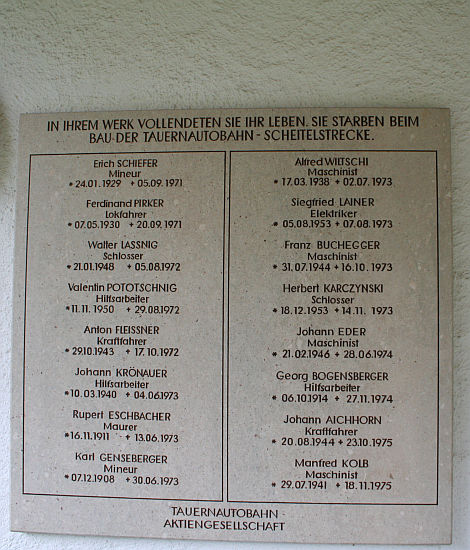 IN IHREM WERK VOLLENDETEN SIE IHR LEBEN. SIE STARBEN BEIM
BAU DER TAUERNAUTOBAHN - SCHEITELSTRECKE.
Erich SCHIEFER
Mineur
* 24.01.1929 + 05.09.1971
Ferdinand PIRKER
Lokfahrer
* 07.05.1930 + 20.09.1971
Walter LASSNIG
Schlosser
* 21.01.1948 + 05.08.1972
Valentin POTOTSCHNIG
Hilfsarbeiter
* 11.11.1950 + 29.08.1972
Anton FLEISSNER
Kraftfahrer
* 29.10.1943 + 17.10.1972
Johann KRÖNAUER
Hilfsarbeiter
* 10.03.1940 + 04.06.1973
Rupert ESCHBACHER
Maurer
* 16.11.1911 + 13.06.1973
Karl GENSEBERGER
Mineur
* 07.12.1908 + 30.06.1973
Alfred WILTSCHI
Maschinist
* 17.03.1938 + 02.07.1973
Siegfried LAINER
Elektriker
* 05.08.1953 + 07.08.1973
Franz BUCHEGGER
Maschinist
* 31.07.1944 + 16.10.1973
Herbert KARCZYNSKI
Schlosser
* 18.12.1953 + 14.11.1973
Johann EDER
Maschinist
* 21.02.1946 + 28.06.1974
Georg BOGENSBERGER
Hilfsarbeiter
* 06.10.1914 + 27.11.1974
Johann AICHHORN
Kraftfahrer
* 20.08.1944 + 23.10.1975
Manfred KOLB
Maschinist
* 29.07.1941 + 18.11.1975
TAUERNAUTOBAHN -
AKTIENGESELLSCHAFT